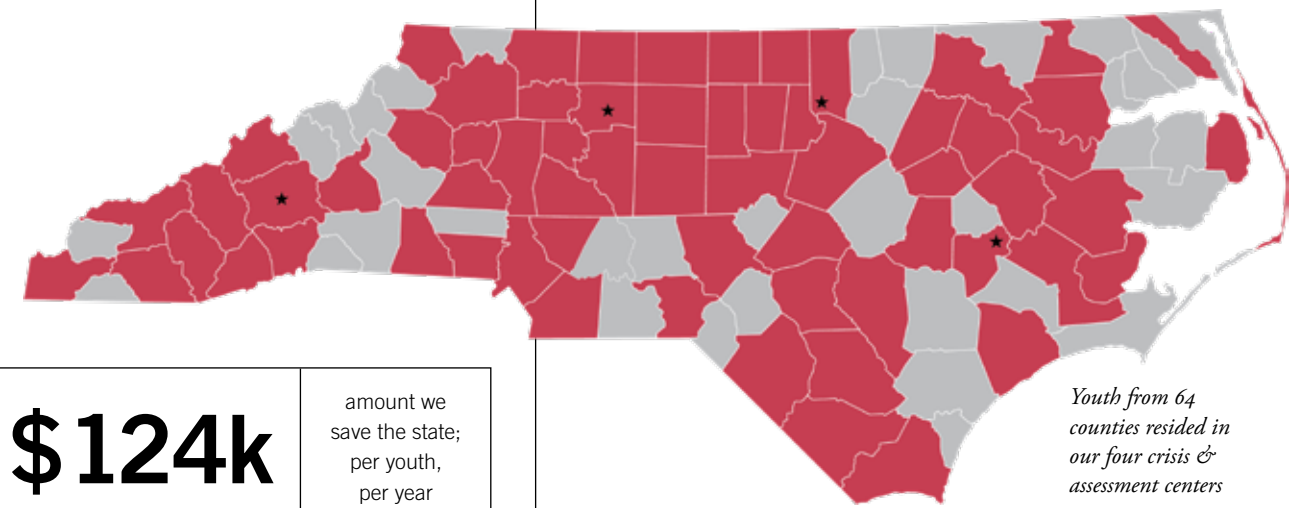 $124k
amount we
save the state;
per youth,
per year
Youth from 64
counties resided in
our four crisis &
assessment centers